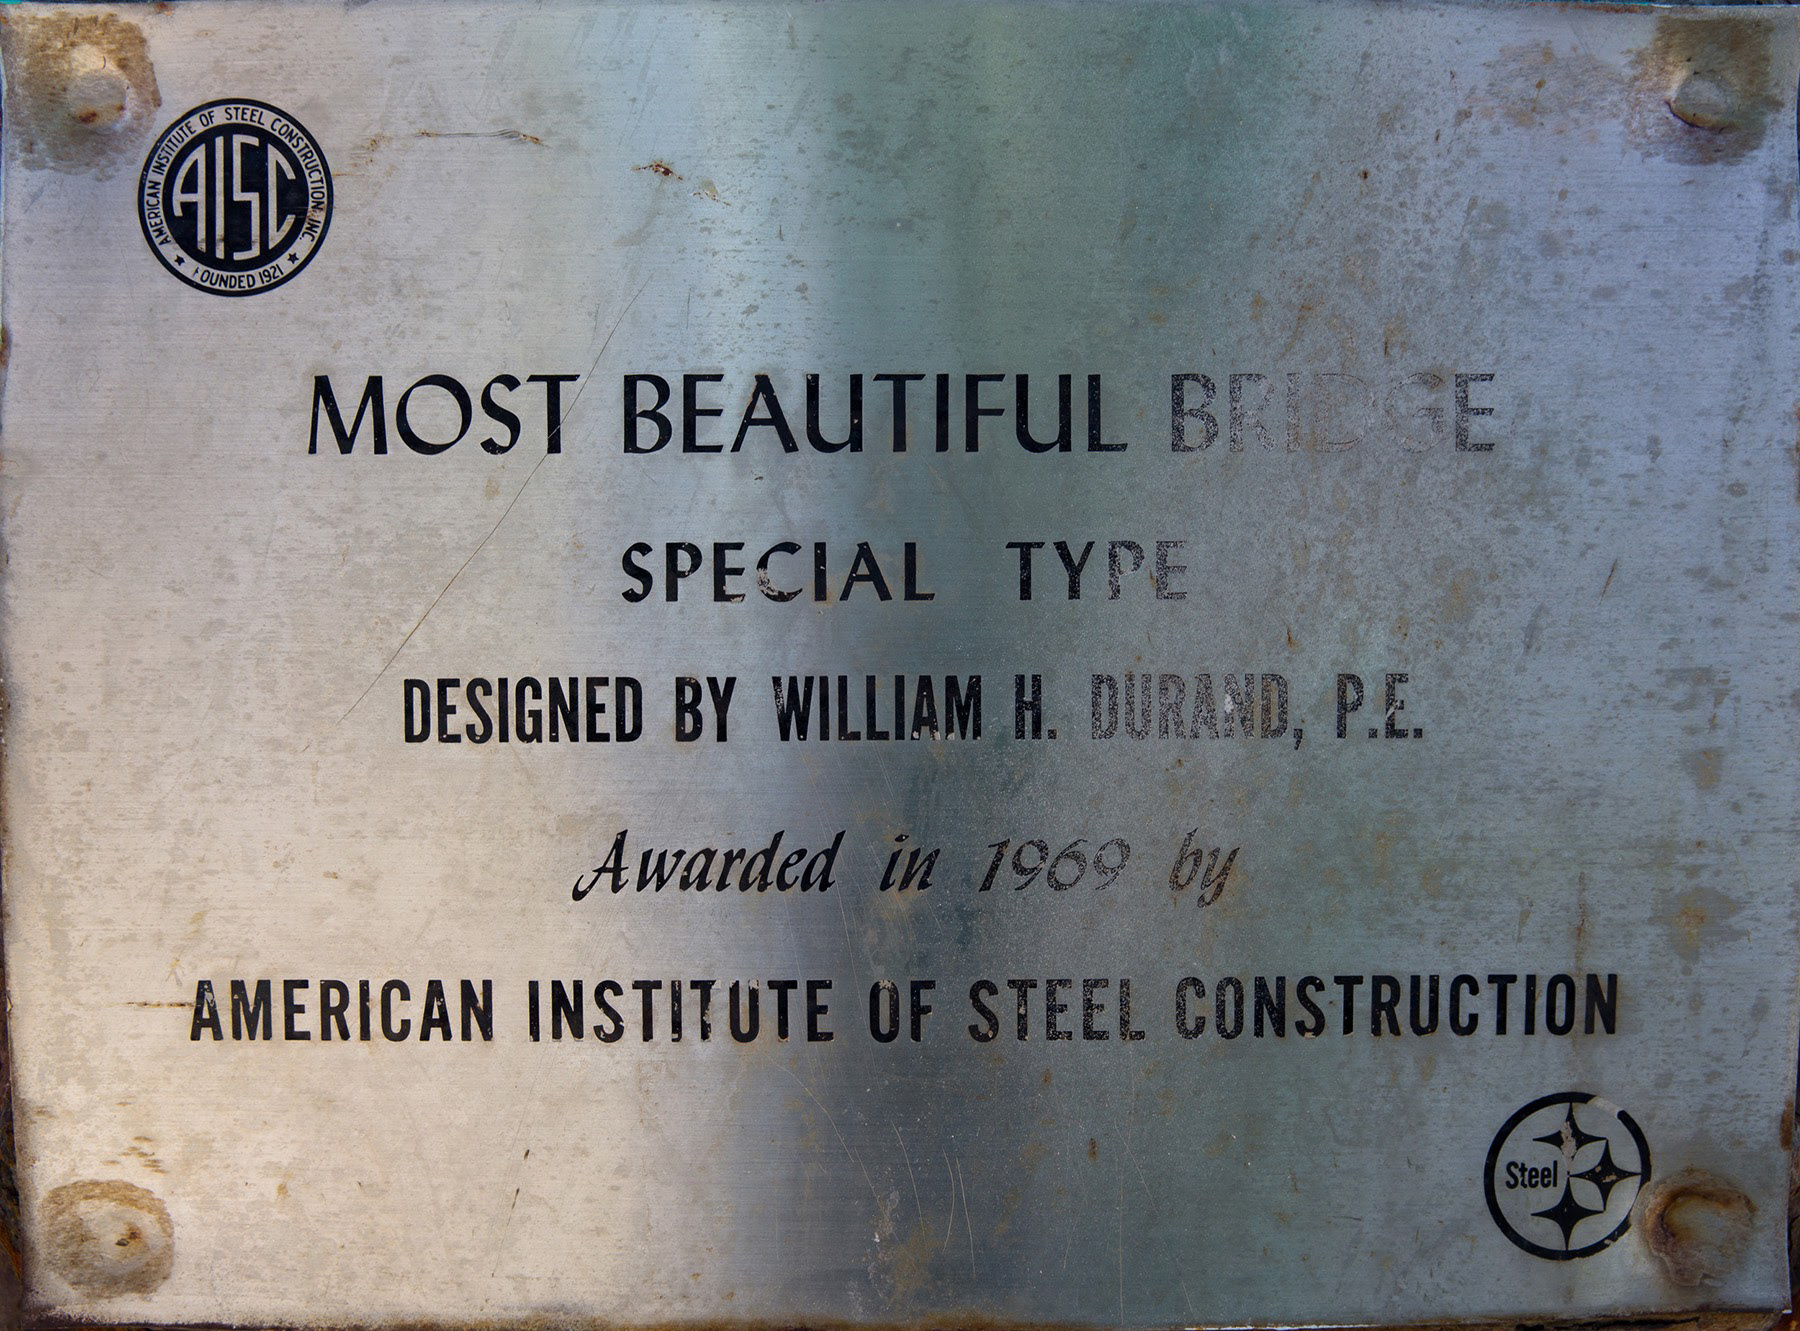 AMERICAN INSTITUTE OF STEEL CONSTRUCTION, INC.
AISC
★ FOUNDED 1921 ★
MOST BEAUTIFUL BRIDGE
SPECIAL TYPE
DESIGNED BY WILLIAM H. DURAND, P.E.
Awarded in 1969 by
AMERICAN INSTITUTE OF STEEL CONSTRUCTION
Steel